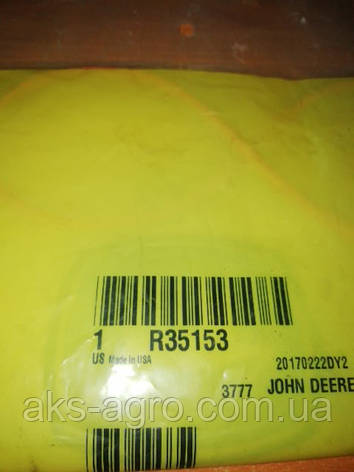 1 R35153
US Made In USA
20170222DY2
3777 JOHN DEERE
aks-agro.com.ua